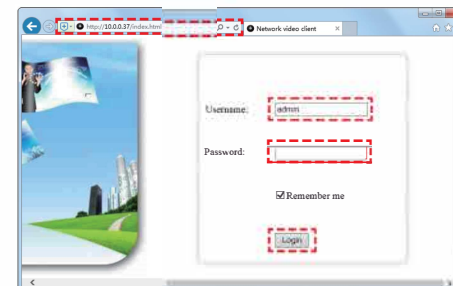 http://10.0.0.37/index.html
Network video client
Username:
admin
Password:
Remember me
Login